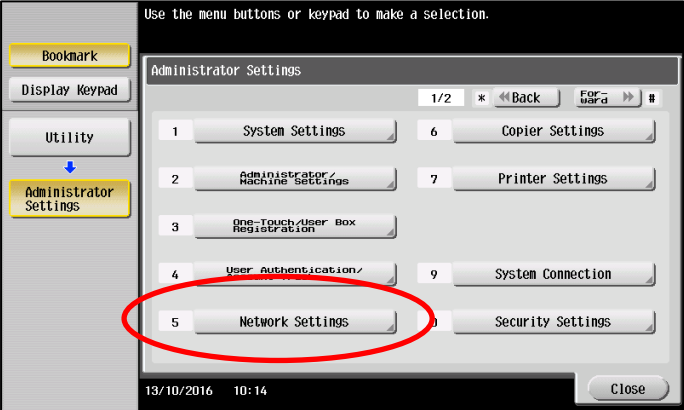 Use the menu buttons or keypad to make a selection.
Bookmark
Display Keypad
Utility
Administrator
Settings
Administrator Settings
1/2 * Back For-
ward #
1 System Settings
6 Copier Settings
2 Administrator/
Machine Settings
7 Printer Settings
3 One-Touch/User Box
Registration
4 User Authentication/
9 System Connection
5 Network Settings
Security Settings
13/10/2016 10:14
Close